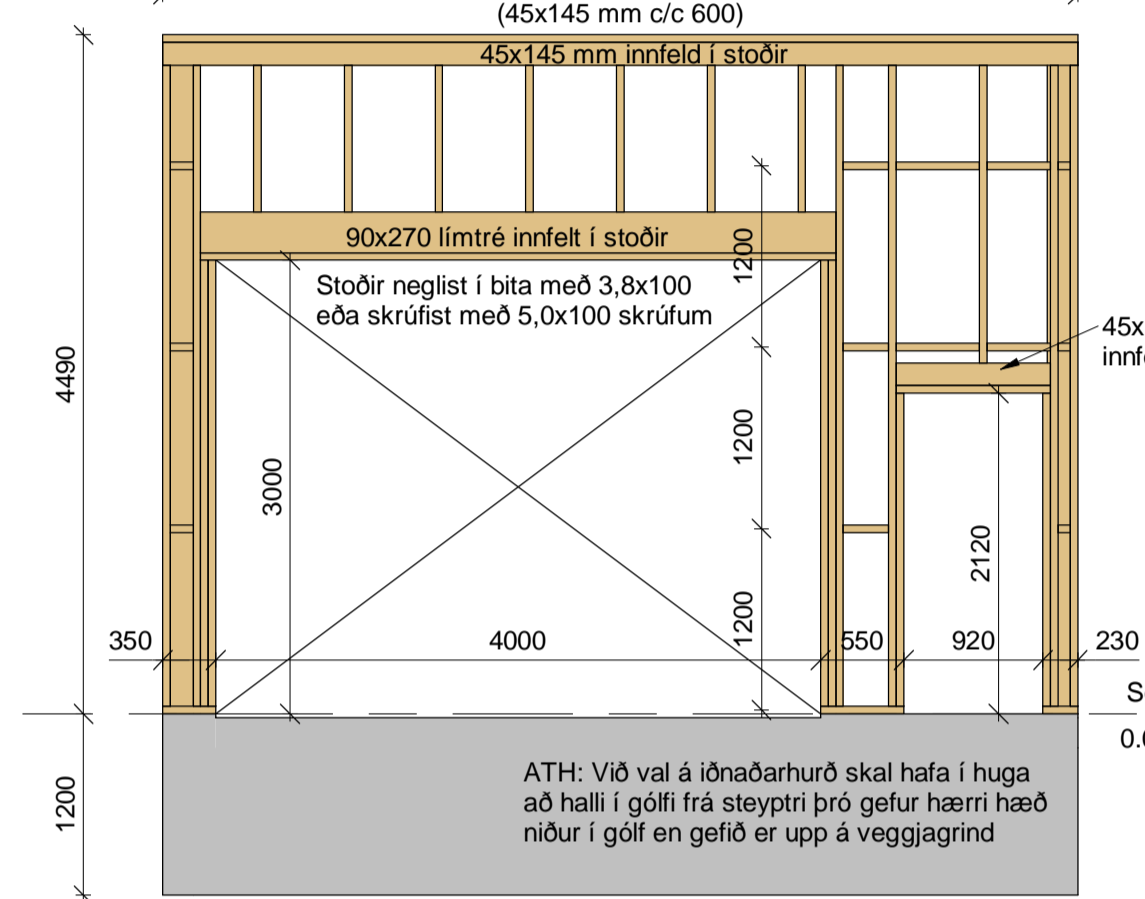 (45x145 mm c/c 600)
45x145 mm innfeld í stoðir
90x270 límtré innfelt í stoðir
Stoðir neglist í bita með 3,8x100
eða skrúfist með 5,0x100 skrúfum
1200
45x
innf
4490
3000
1200
2120
1200
350
4000
550
920
230
S
0.
1200
ATH: Við val á iðnaðarhurð skal hafa í huga
að halli í gólfi frá steyptri þró gefur hærri hæð
niður í gólf en gefið er upp á veggjagrind